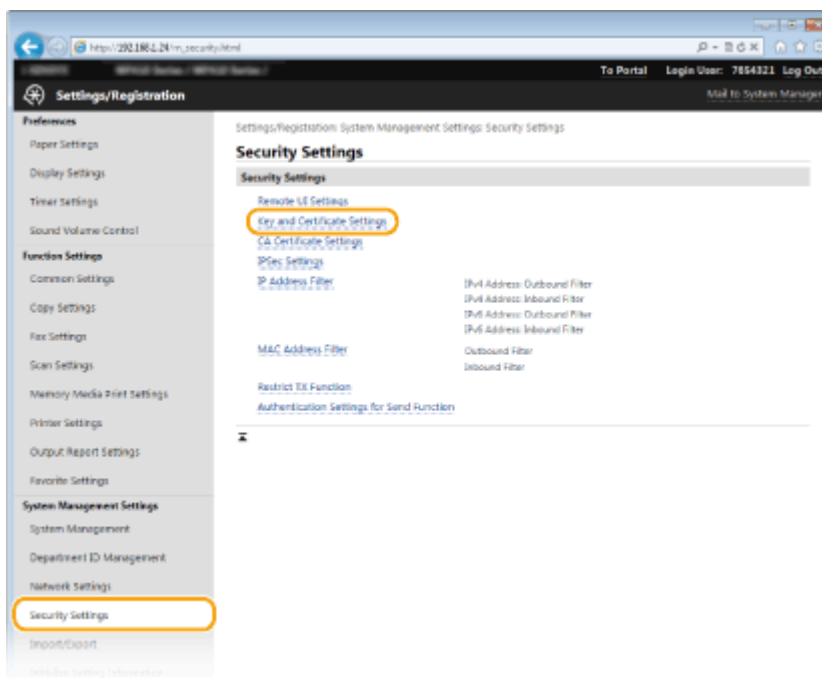 http://192.168.1.24/m_security.html
To Portal Login User: 7654321 Log Out
Settings/Registration
Mail to System Manager
Preferences
Paper Settings
Display Settings
Timer Settings
Sound Volume Control
Function Settings
Common Settings
Copy Settings
Fax Settings
Scan Settings
Memory Media Print Settings
Printer Settings
Output Report Settings
Favorite Settings
System Management Settings
System Management
Department ID Management
Network Settings
Security Settings
Import/Export
Initialize Setting Information
Settings/Registration: System Management Settings: Security Settings
Security Settings
Security Settings
Remote UI Settings
Key and Certificate Settings
CA Certificate Settings
IPSec Settings
IP Address Filter
IPv4 Address: Outbound Filter
IPv4 Address: Inbound Filter
IPv6 Address: Outbound Filter
IPv6 Address: Inbound Filter
MAC Address Filter
Outbound Filter
Inbound Filter
Restrict TX Function
Authentication Settings for Send Function